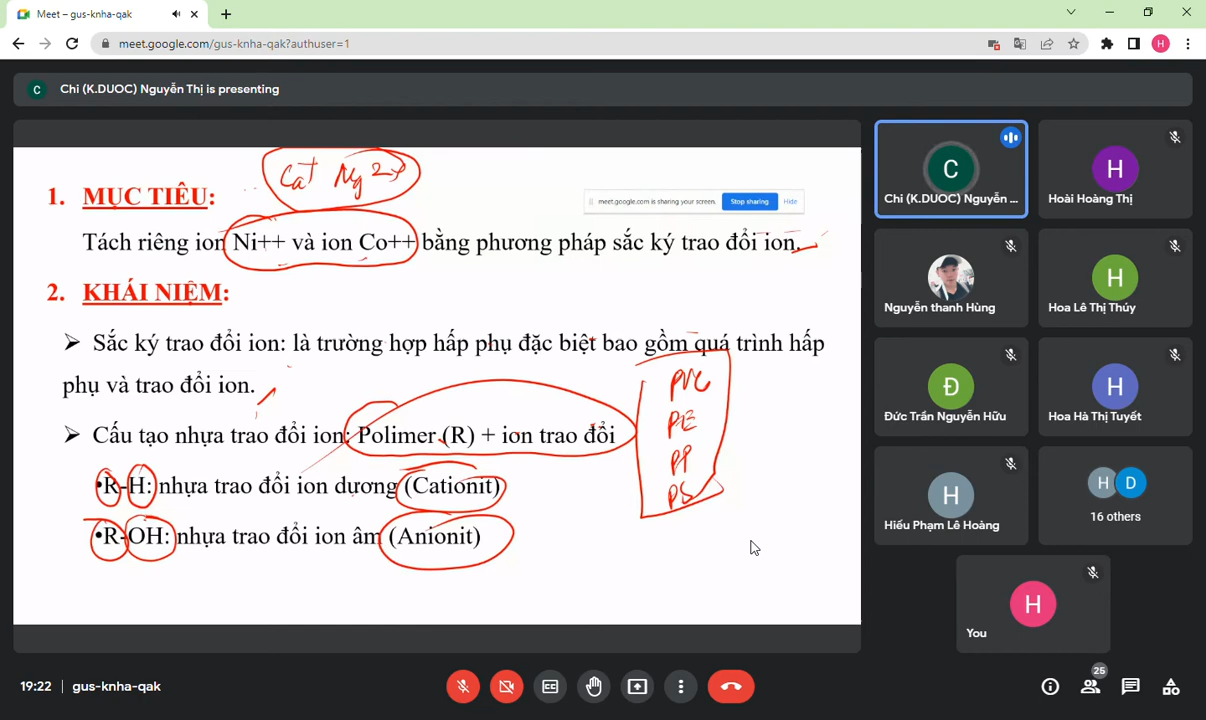 Meet – gus-knha-qak
meet.google.com/gus-knha-qak?authuser=1
H
C
Chi (K.DUOC) Nguyễn Thị is presenting
Ca
1. MỤC TIÊU:
meet.google.com is sharing your screen. Stop sharing Hide
Tách riêng ion Ni++ và ion Co++ bằng phương pháp sắc ký trao đổi ion.
2. KHÁI NIỆM:
➢ Sắc ký trao đổi ion: là trường hợp hấp phụ đặc biệt bao gồm quá trình hấp
phụ và trao đổi ion.
PVC
PE
PP
PS
➢ Cấu tạo nhựa trao đổi ion: Polimer (R) + ion trao đổi
•R-H: nhựa trao đổi ion dương (Cationit)
•R-OH: nhựa trao đổi ion âm (Anionit)
C
Chi (K.DUOC) Nguyễn ...
H
Hoài Hoàng Thị
Nguyễn thanh Hùng
H
Hoa Lê Thị Thúy
Đ
Đức Trần Nguyễn Hữu
H
Hoa Hà Thị Tuyết
H
Hiếu Phạm Lê Hoàng
H D
16 others
H
You
19:22 | gus-knha-qak
CC
25